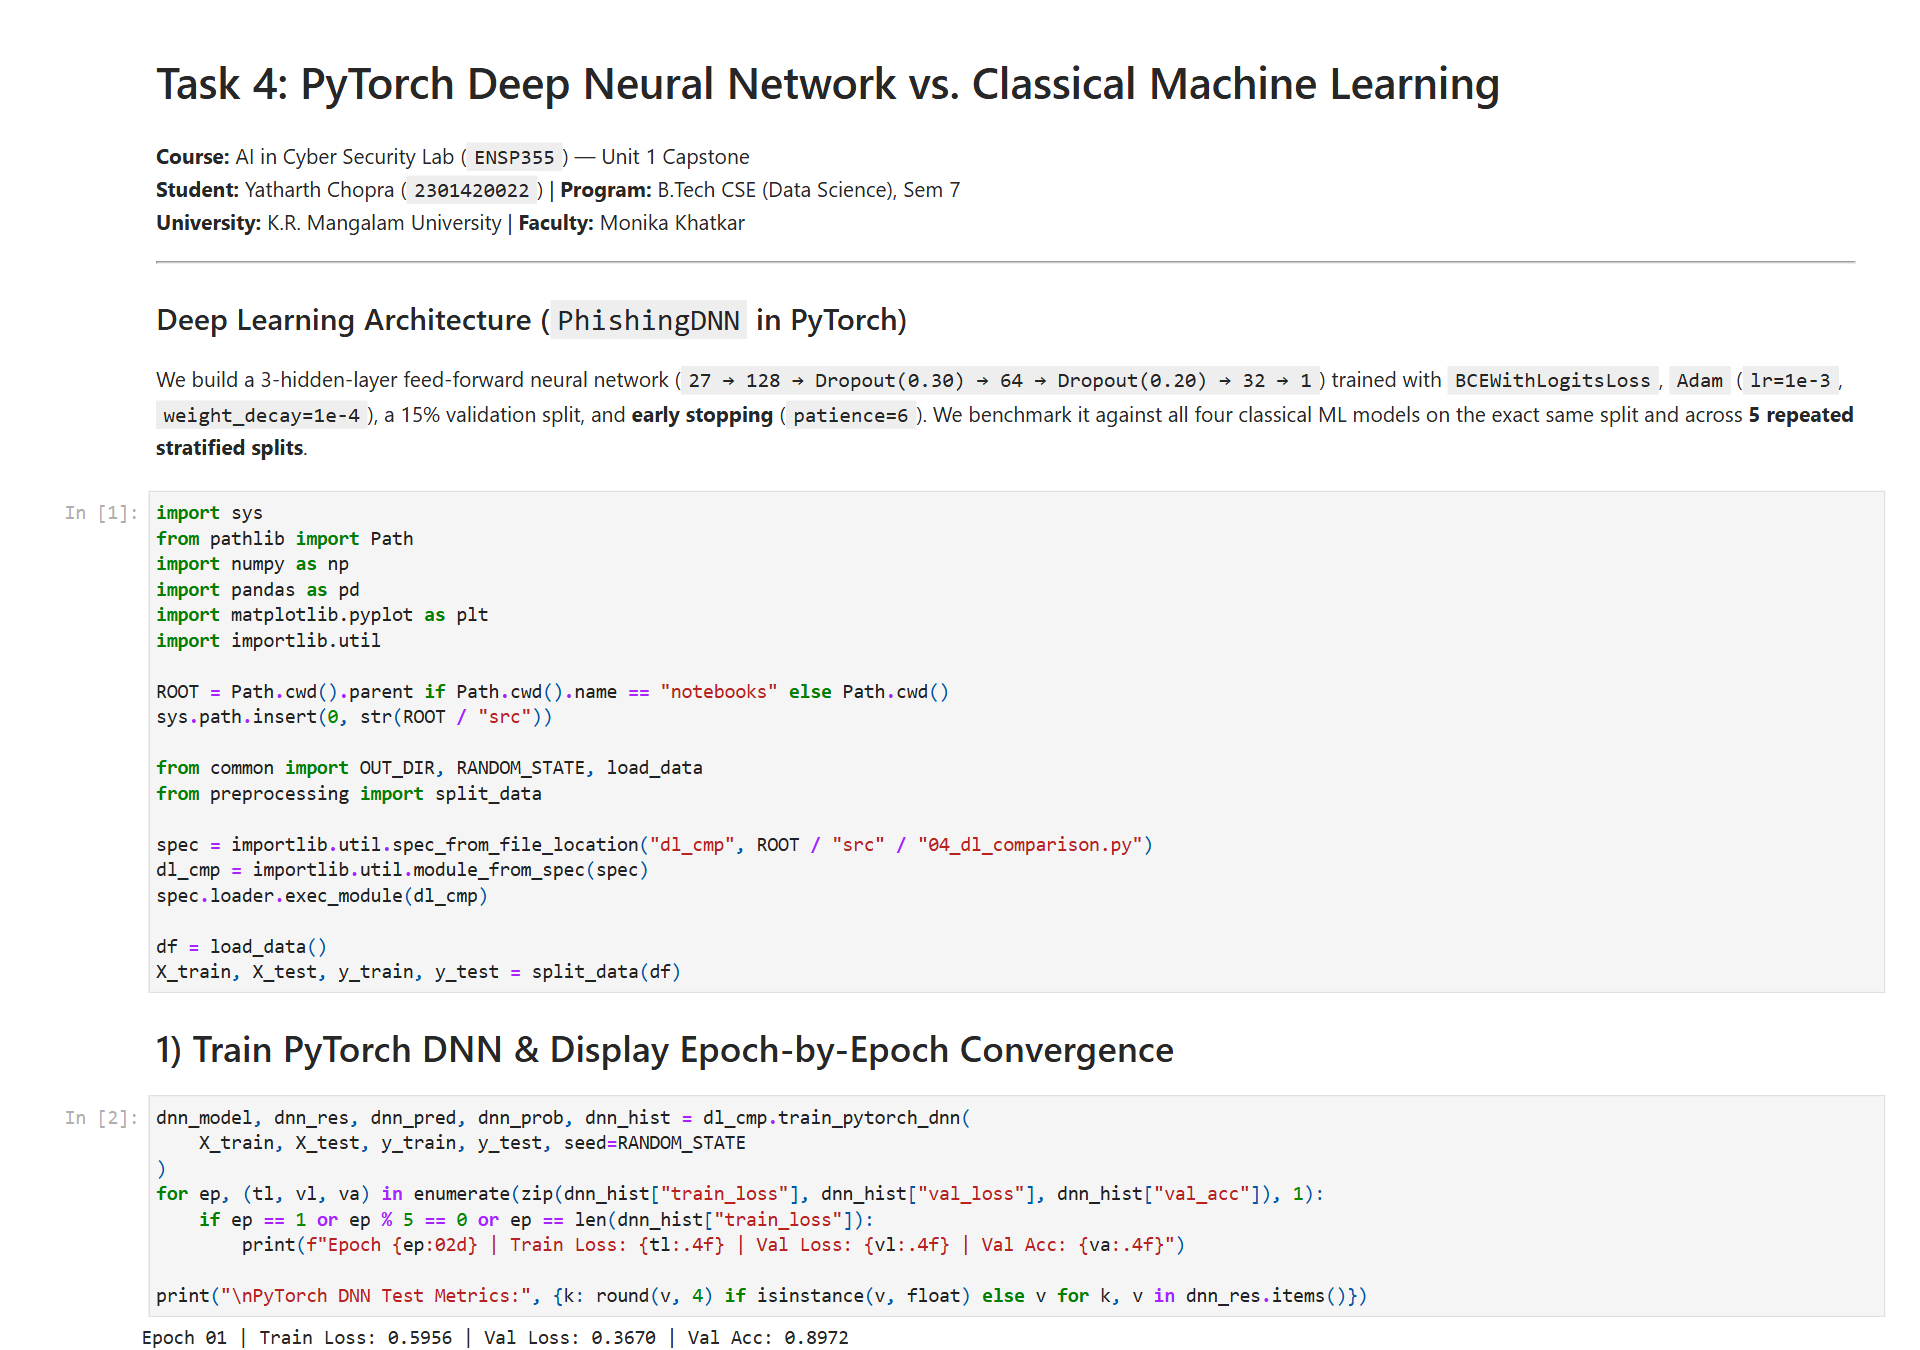 Task 4: PyTorch Deep Neural Network vs. Classical Machine Learning
Course: AI in Cyber Security Lab ( ENSP355 ) — Unit 1 Capstone
Student: Yatharth Chopra ( 2301420022 ) | Program: B.Tech CSE (Data Science), Sem 7
University: K.R. Mangalam University | Faculty: Monika Khatkar
Deep Learning Architecture ( PhishingDNN in PyTorch)
We build a 3-hidden-layer feed-forward neural network ( 27 → 128 → Dropout(0.30) → 64 → Dropout(0.20) → 32 → 1 ) trained with BCEWithLogitsLoss , Adam ( lr=1e-3 ,
weight_decay=1e-4 ), a 15% validation split, and early stopping ( patience=6 ). We benchmark it against all four classical ML models on the exact same split and across 5 repeated
stratified splits.
In [1]:
import sys
from pathlib import Path
import numpy as np
import pandas as pd
import matplotlib.pyplot as plt
import importlib.util

ROOT = Path.cwd().parent if Path.cwd().name == "notebooks" else Path.cwd()
sys.path.insert(0, str(ROOT / "src"))

from common import OUT_DIR, RANDOM_STATE, load_data
from preprocessing import split_data

spec = importlib.util.spec_from_file_location("dl_cmp", ROOT / "src" / "04_dl_comparison.py")
dl_cmp = importlib.util.module_from_spec(spec)
spec.loader.exec_module(dl_cmp)

df = load_data()
X_train, X_test, y_train, y_test = split_data(df)
1) Train PyTorch DNN & Display Epoch-by-Epoch Convergence
In [2]:
dnn_model, dnn_res, dnn_pred, dnn_prob, dnn_hist = dl_cmp.train_pytorch_dnn(
    X_train, X_test, y_train, y_test, seed=RANDOM_STATE
)
for ep, (tl, vl, va) in enumerate(zip(dnn_hist["train_loss"], dnn_hist["val_loss"], dnn_hist["val_acc"]), 1):
    if ep == 1 or ep % 5 == 0 or ep == len(dnn_hist["train_loss"]):
        print(f"Epoch {ep:02d} | Train Loss: {tl:.4f} | Val Loss: {vl:.4f} | Val Acc: {va:.4f}")

print("\nPyTorch DNN Test Metrics:", {k: round(v, 4) if isinstance(v, float) else v for k, v in dnn_res.items()})
Epoch 01 | Train Loss: 0.5956 | Val Loss: 0.3670 | Val Acc: 0.8972